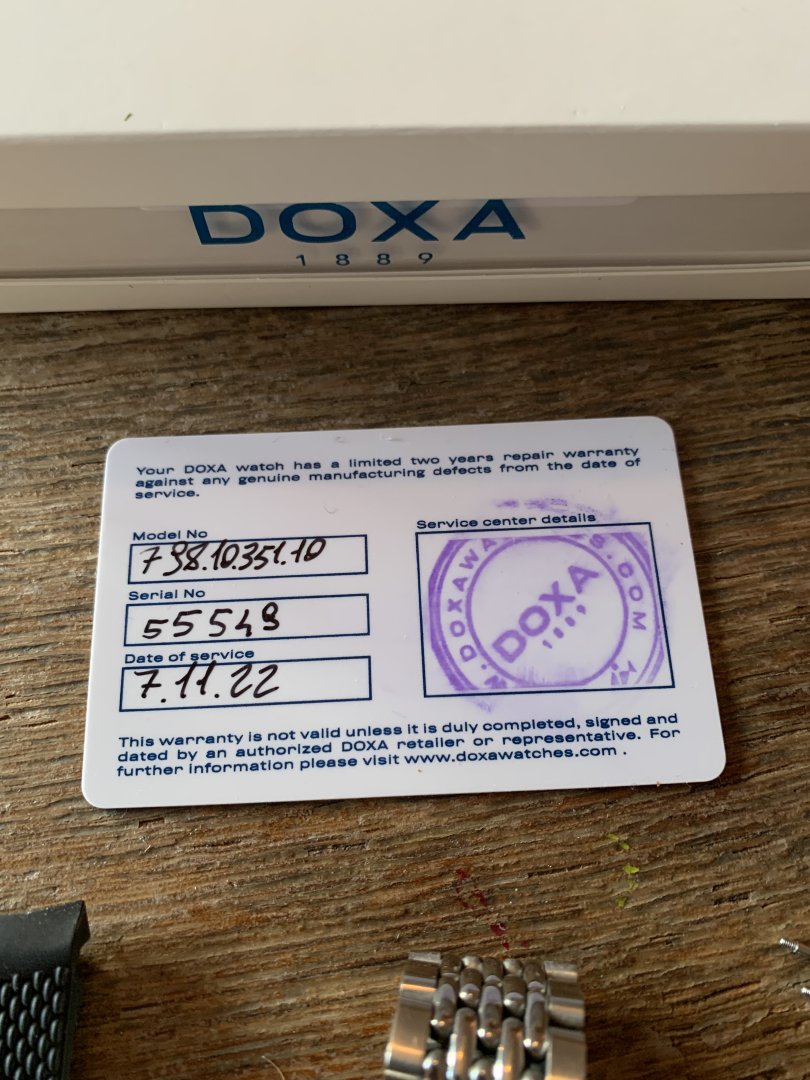 DOXA
1889
Your DOXA watch has a limited two years repair warranty
against any genuine manufacturing defects from the date of
service.
Model No
798.10.351.10
Serial No
55549
Date of service
7.11.22
Service center details
DOXA
1889
.COM
This warranty is not valid unless it is duly completed, signed and
dated by an authorized DOXA retailer or representative. For
further information please visit www.doxawatches.com .